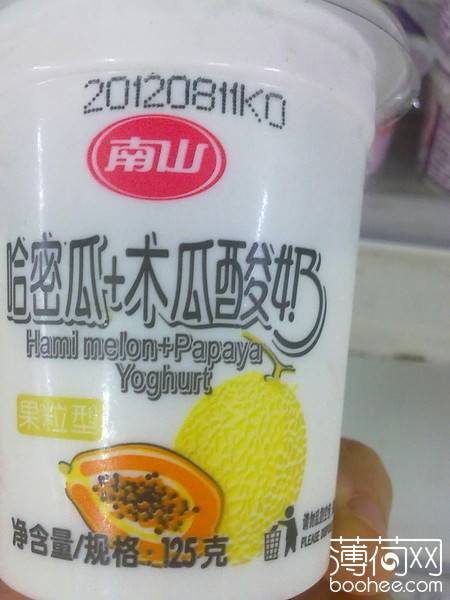 20120811K0
南山
哈密瓜+木瓜酸奶
Hami melon+Papaya
Yoghurt
果粒型
净含量/规格：125克
PLEASE
薄荷网
boohee.com